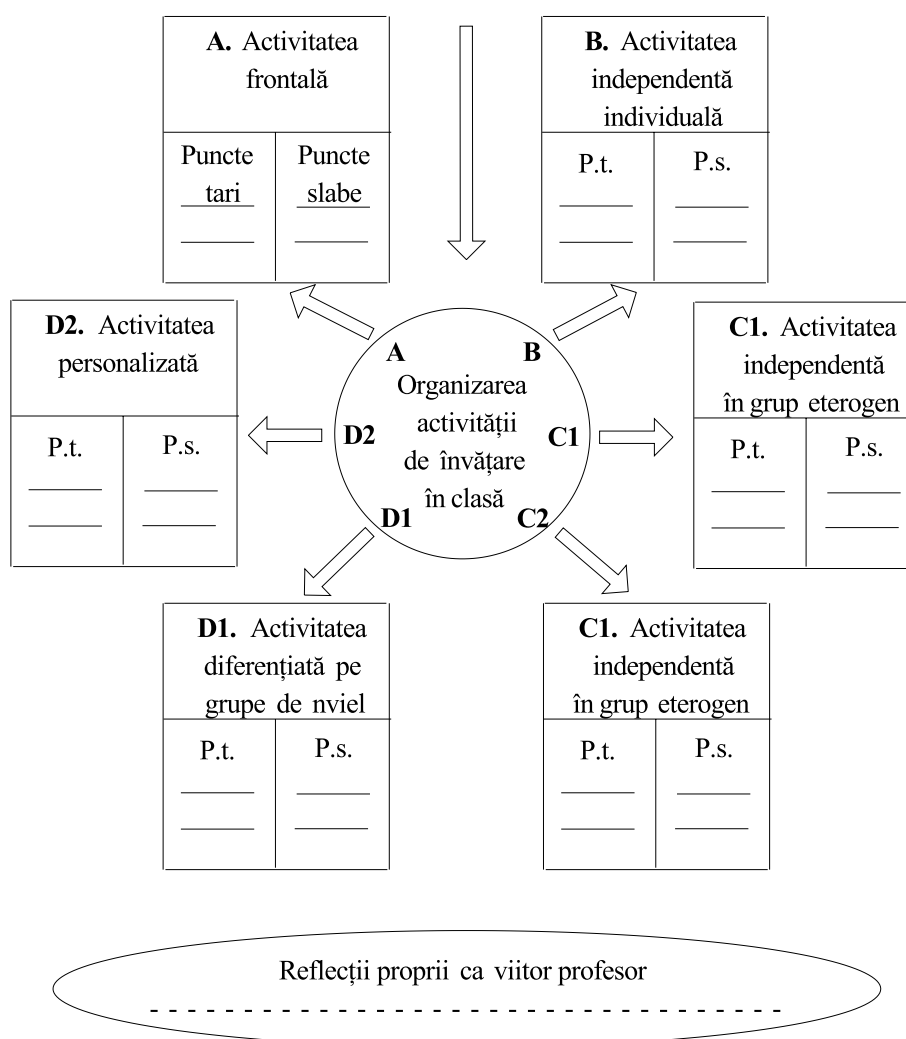 A. Activitatea
frontală
Puncte
tari
Puncte
slabe
B. Activitatea
independentă
individuală
P.t.
P.s.
D2. Activitatea
personalizată
P.t.
P.s.
A
B
Organizarea
activității
de învățare
în clasă
D2
C1
D1
C2
C1. Activitatea
independentă
în grup eterogen
P.t.
P.s.
D1. Activitatea
diferențiată pe
grupe de nviel
P.t.
P.s.
C1. Activitatea
independentă
în grup eterogen
P.t.
P.s.
Reflecții proprii ca viitor profesor